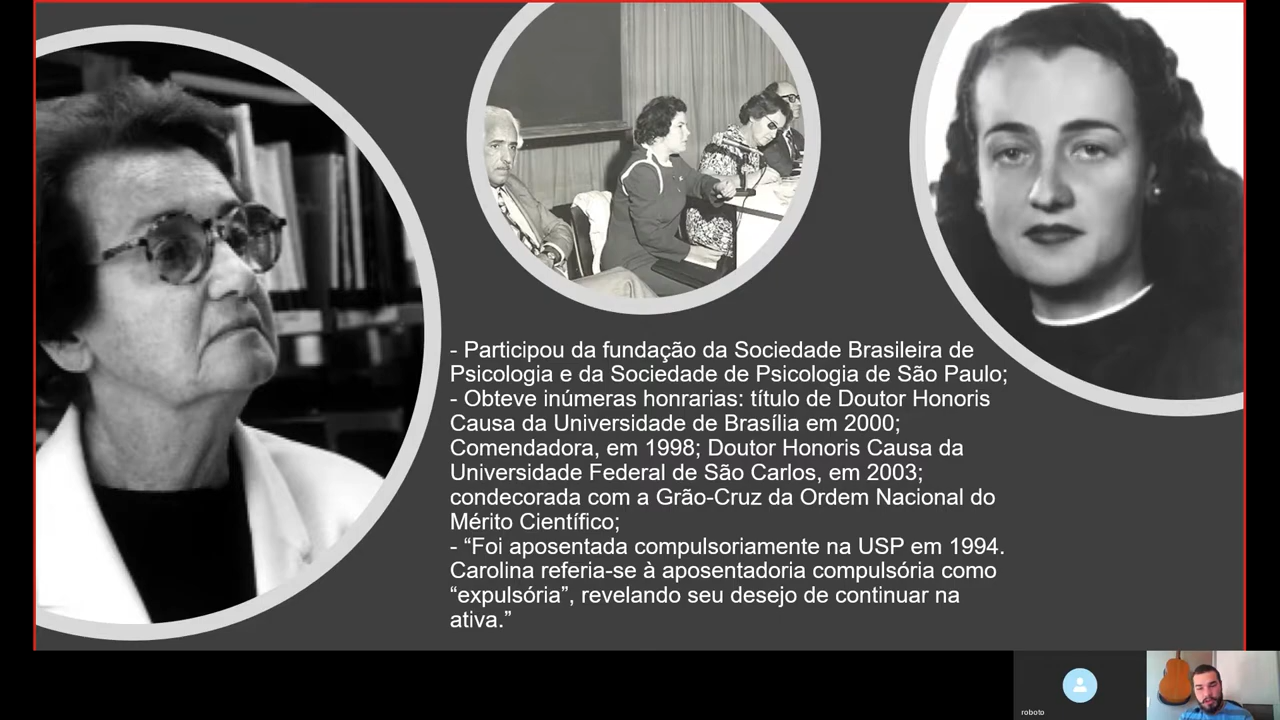 - Participou da fundação da Sociedade Brasileira de
Psicologia e da Sociedade de Psicologia de São Paulo;
- Obteve inúmeras honrarias: título de Doutor Honoris
Causa da Universidade de Brasília em 2000;
Comendadora, em 1998; Doutor Honoris Causa da
Universidade Federal de São Carlos, em 2003;
condecorada com a Grão-Cruz da Ordem Nacional do
Mérito Científico;
- “Foi aposentada compulsoriamente na USP em 1994.
Carolina referia-se à aposentadoria compulsória como
“expulsória”, revelando seu desejo de continuar na
ativa.”
roboto